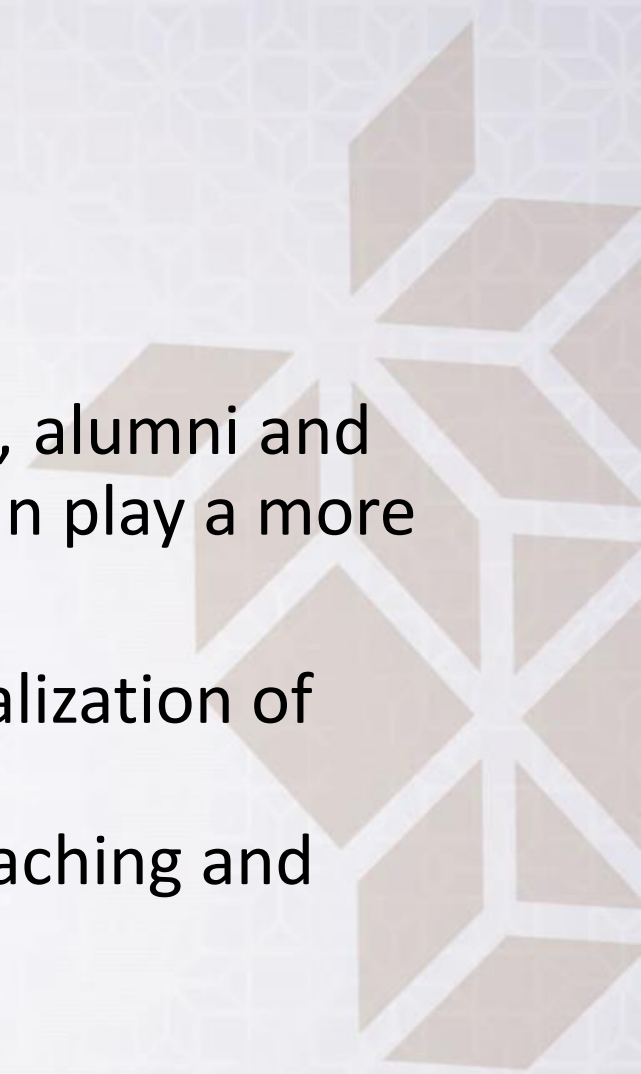 , alumni and
n play a more
alization of
aching and